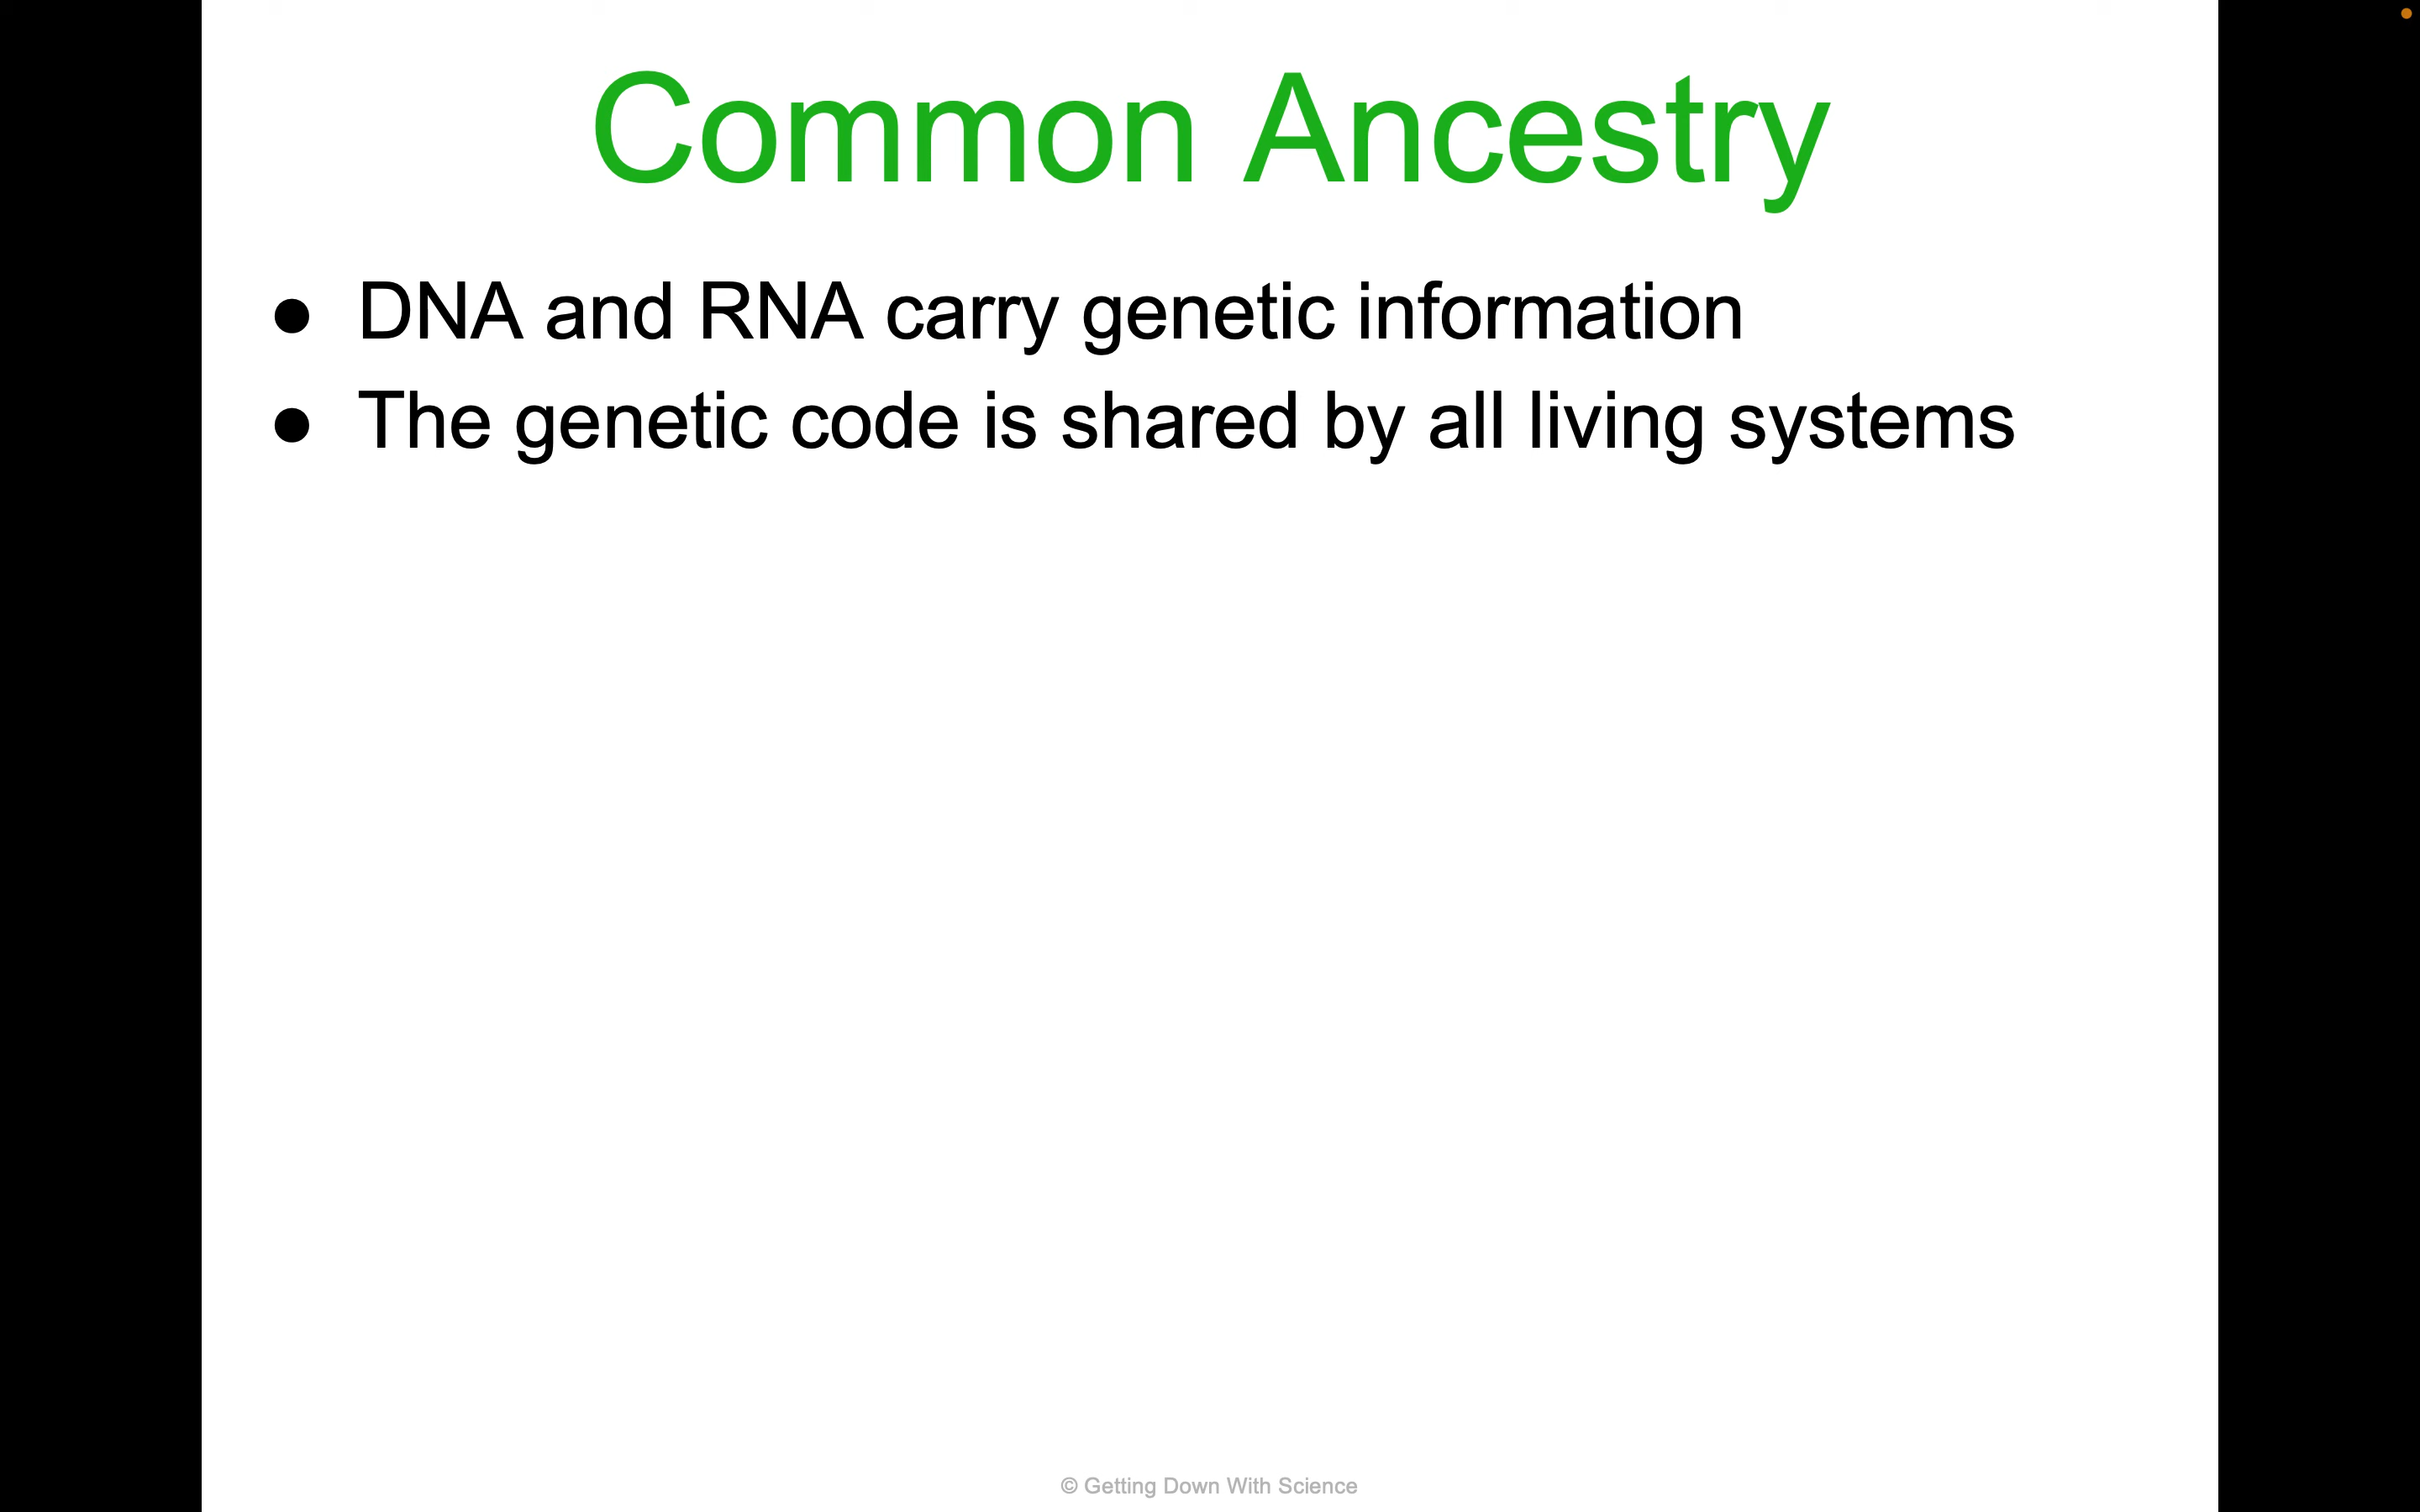 Common Ancestry
● DNA and RNA carry genetic information
● The genetic code is shared by all living systems
© Getting Down With Science